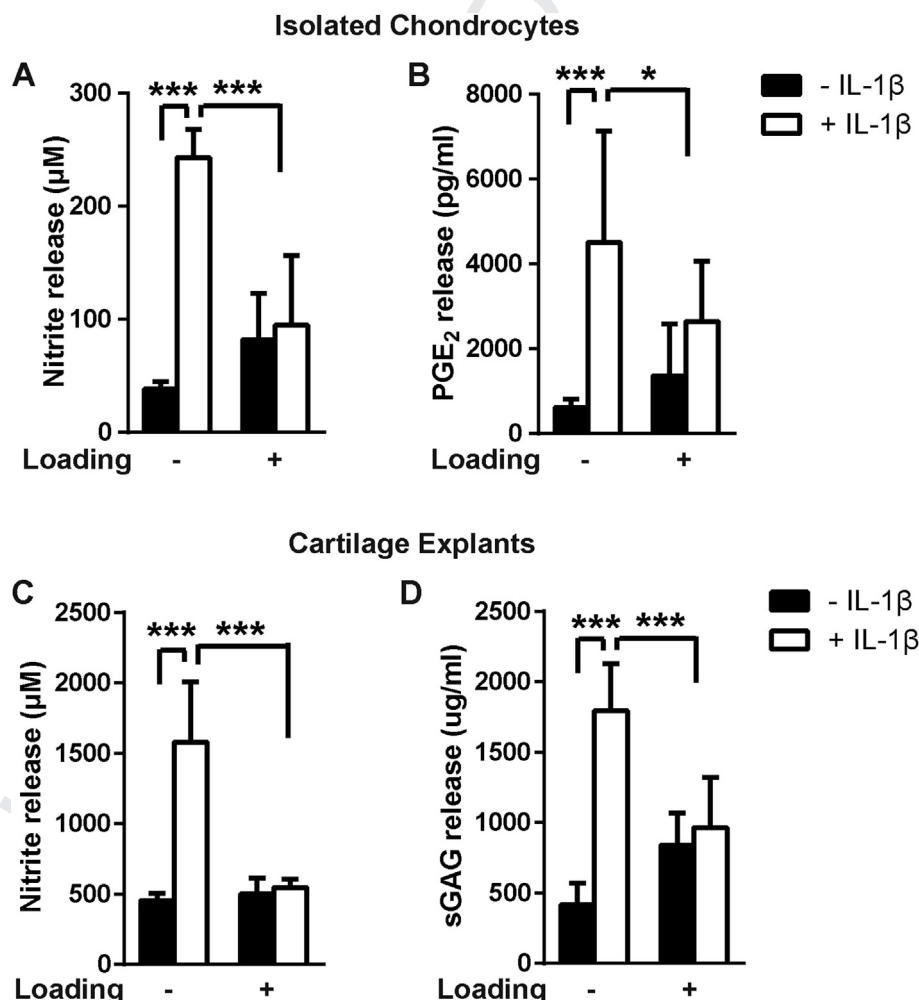 Isolated Chondrocytes
A
B
*** ***
*** *
- IL-1β
+ IL-1β
Nitrite release (μM)
300
200
100
0
PGE2 release (pg/ml)
8000
6000
4000
2000
0
Loading - +
Loading - +
Cartilage Explants
C
D
*** ***
*** ***
- IL-1β
+ IL-1β
Nitrite release (μM)
2500
2000
1500
1000
500
0
sGAG release (ug/ml)
2500
2000
1500
1000
500
0
Loading - +
Loading - +